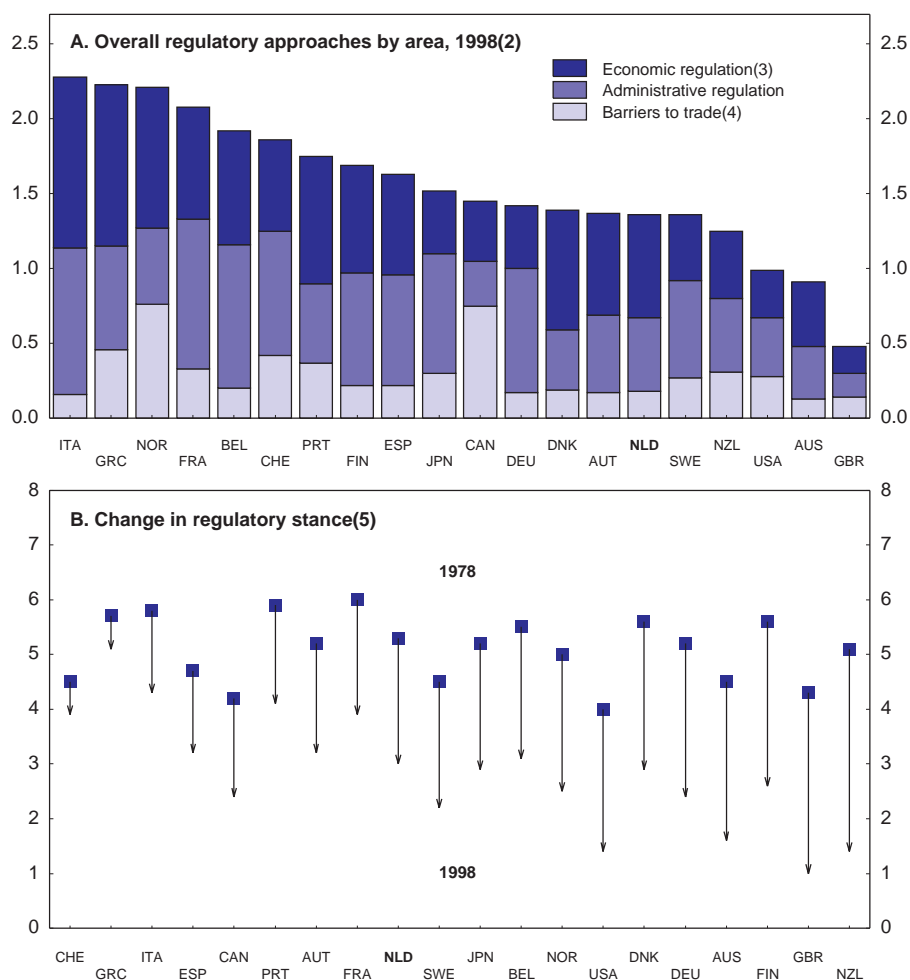 A. Overall regulatory approaches by area, 1998(2)
Economic regulation(3)
Administrative regulation
Barriers to trade(4)
2.5 2.5
2.0 2.0
1.5 1.5
1.0 1.0
0.5 0.5
0.0 0.0
ITA NOR BEL PRT ESP CAN DNK NLD NZL AUS
GRC FRA CHE FIN JPN DEU AUT SWE USA GBR
B. Change in regulatory stance(5)
8 8
7 7
1978
6 6
5 5
4 4
3 3
2 2
1998
1 1
0 0
CHE ITA CAN AUT NLD JPN NOR DNK AUS GBR
GRC ESP PRT FRA SWE BEL USA DEU FIN NZL